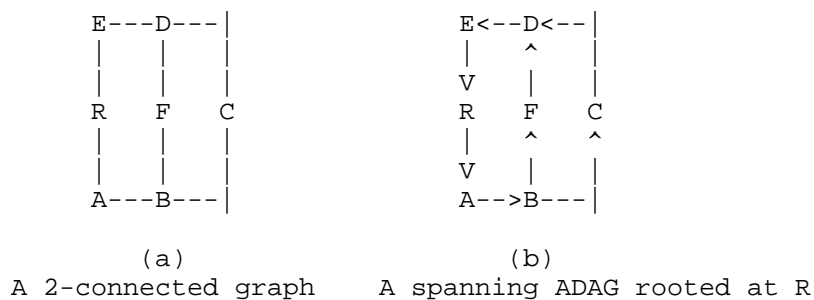 E---D---|          E<--D<--|
|   |   |          |   ^   |
|   |   |          V   |   |
R   F   C          R   F   C
|   |   |          |   ^   ^
|   |   |          V   |   |
A---B---|          A-->B---|
(a)                (b)
A 2-connected graph    A spanning ADAG rooted at R